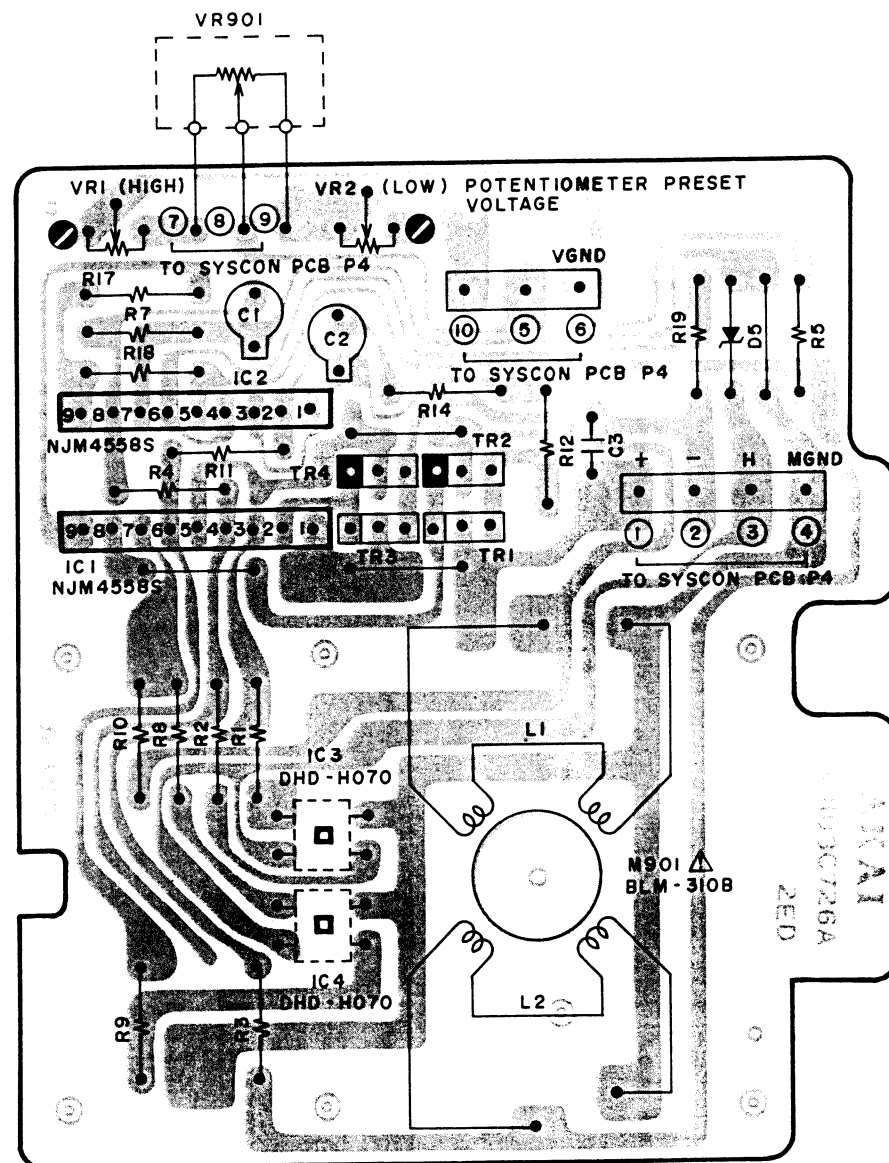 VR901
VR1 (HIGH)
VR2 (LOW) POTENTIOMETER PRESET
VOLTAGE
7 8 9
TO SYSCON PCB P4
VGND
R17
C1
R7
C2
10 5 6
R19
D5
R5
R18
IC2
TO SYSCON PCB P4
R14
9 8 7 6 5 4 3 2 1
NJM4558S
R11
TR2
R12
C3
R4
TR4
+ - H MGND
9 8 7 6 5 4 3 2 1
1 2 3 4
IC1
NJM4558S
TR3
TR1
TO SYSCON PCB P4
R10
R8
R2
R1
L1
IC3
DHD-H070
M901
BLM-310B
AKAI
2ED
IC4
DHD-H070
L2
R9
R3